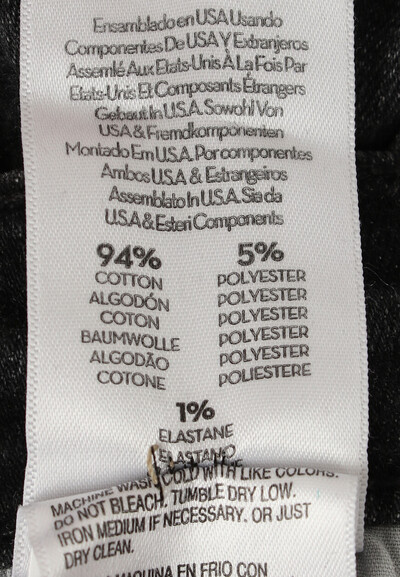 Ensamblado en USA Usando
Componentes De USA Y Extranjeros
Assemlé Aux Etats-Unis À La Fois Par
Etats-Unis Et Composants Étrangers
Gebaut In U.S.A. Sowohl Von
USA & Fremdkomponenten
Montado Em U.S.A. Por componentes
Ambos U.S.A & Estrangeiros
Assemblato In U.S.A. Sia da
U.S.A & Esteri Components
94% 5%
COTTON POLYESTER
ALGODÓN POLYESTER
COTON POLYESTER
BAUMWOLLE POLYESTER
ALGODÃO POLYESTER
COTONE POLIESTERE
1%
ELASTANE
ELASTANO
MACHINE WASH COLD WITH LIKE COLORS.
DO NOT BLEACH. TUMBLE DRY LOW.
IRON MEDIUM IF NECESSARY. OR JUST
DRY CLEAN.
MAQUINA EN FRIO CON